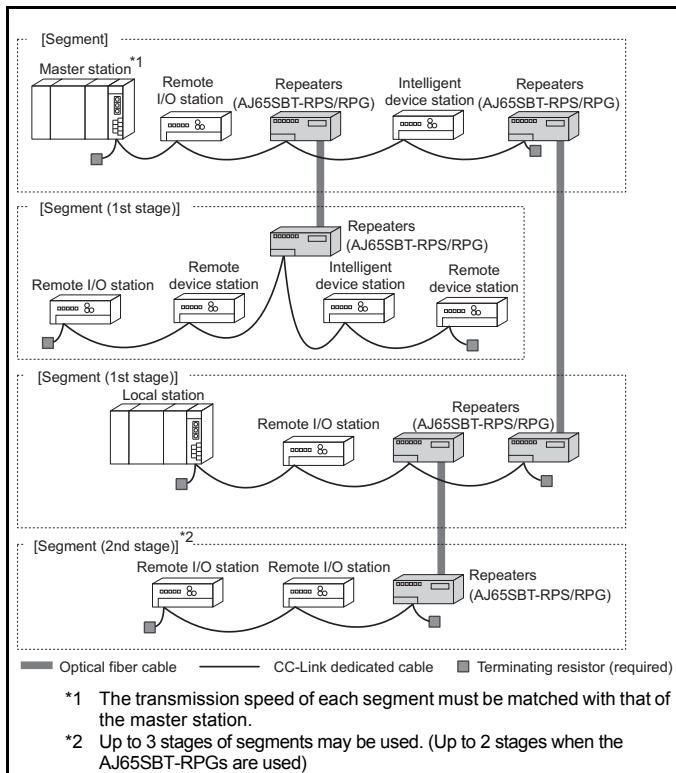 [Segment]
Master station*1
Remote
I/O station
Repeaters
(AJ65SBT-RPS/RPG)
Intelligent
device station
Repeaters
(AJ65SBT-RPS/RPG)
[Segment (1st stage)]
Repeaters
(AJ65SBT-RPS/RPG)
Remote I/O station
Remote
device station
Intelligent
device station
Remote
device station
[Segment (1st stage)]
Local station
Remote I/O station
Repeaters
(AJ65SBT-RPS/RPG)
[Segment (2nd stage)]*2
Remote I/O station
Remote I/O station
Repeaters
(AJ65SBT-RPS/RPG)
Optical fiber cable
CC-Link dedicated cable
Terminating resistor (required)
*1 The transmission speed of each segment must be matched with that of
the master station.
*2 Up to 3 stages of segments may be used. (Up to 2 stages when the
AJ65SBT-RPGs are used)